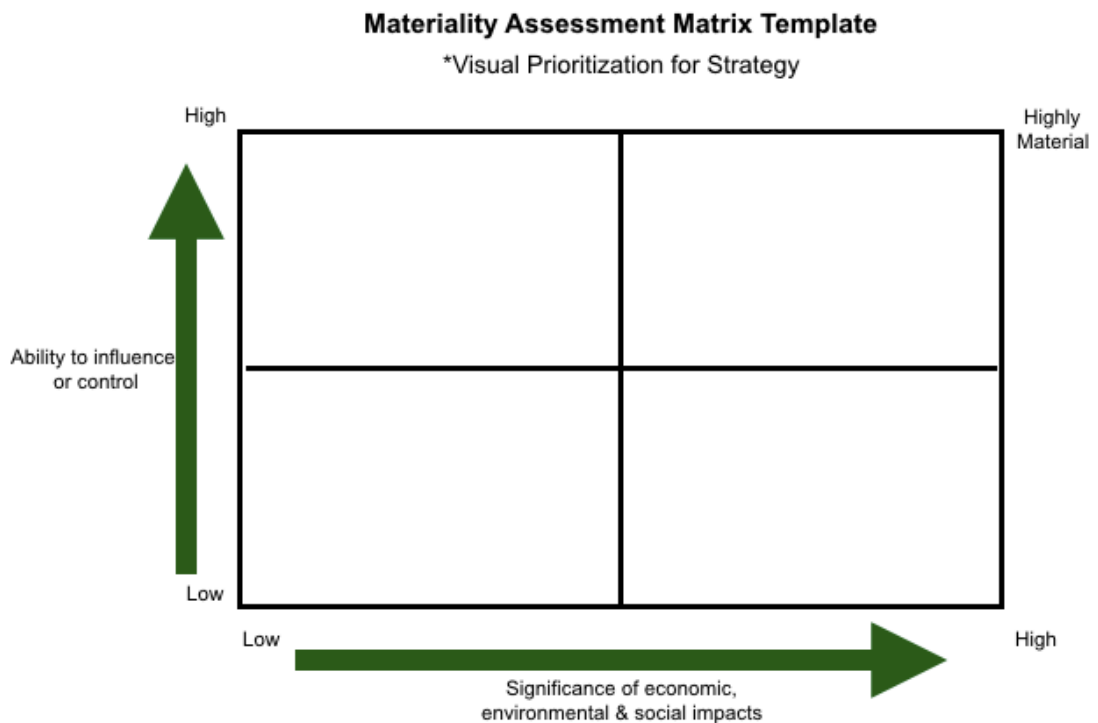 Materiality Assessment Matrix Template
*Visual Prioritization for Strategy
High
Highly
Material
Ability to influence
or control
Low
Low
High
Significance of economic,
environmental & social impacts